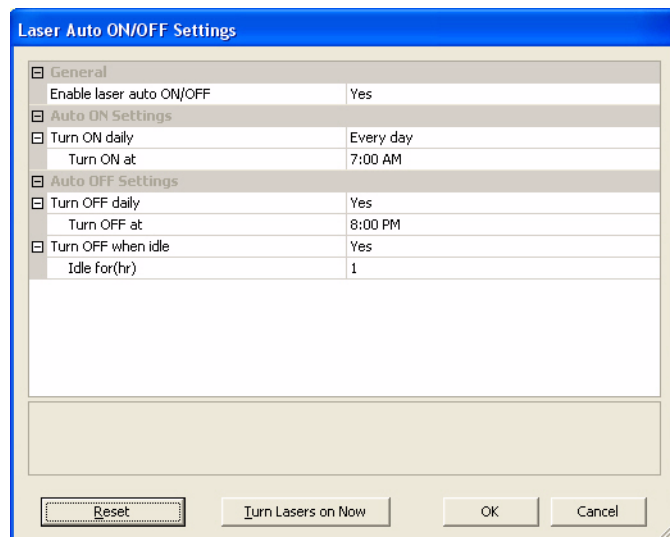 Laser Auto ON/OFF Settings
General
Enable laser auto ON/OFF Yes
Auto ON Settings
Turn ON daily Every day
Turn ON at 7:00 AM
Auto OFF Settings
Turn OFF daily Yes
Turn OFF at 8:00 PM
Turn OFF when idle Yes
Idle for(hr) 1
Reset Turn Lasers on Now OK Cancel